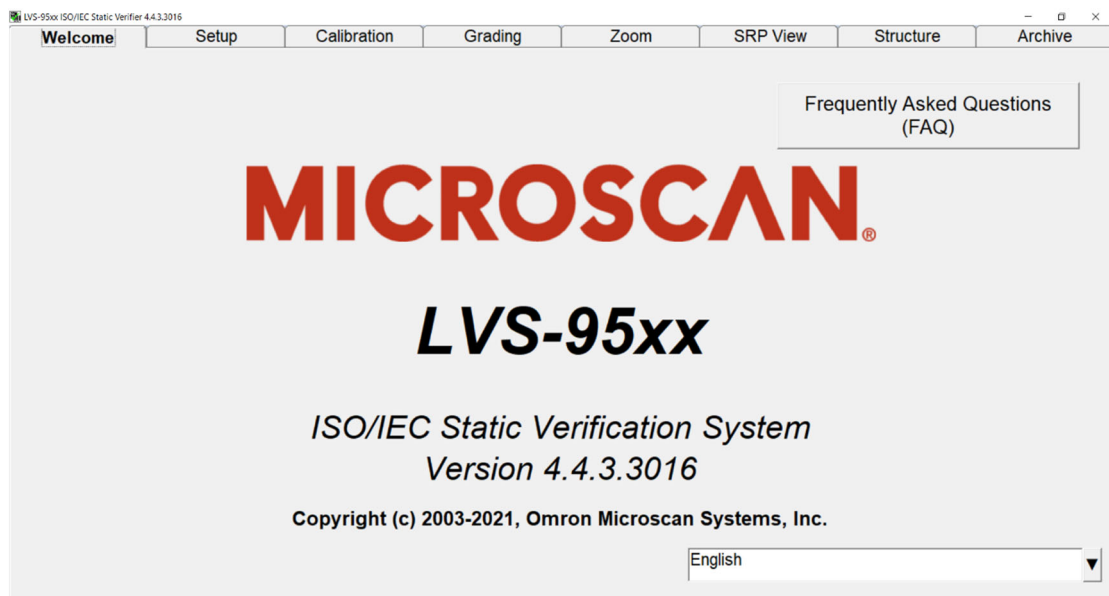 LVS-95xx ISO/IEC Static Verifier 4.4.3.3016
Welcome Setup Calibration Grading Zoom SRP View Structure Archive
Frequently Asked Questions
(FAQ)
MICROSCAN®
LVS-95xx
ISO/IEC Static Verification System
Version 4.4.3.3016
Copyright (c) 2003-2021, Omron Microscan Systems, Inc.
English